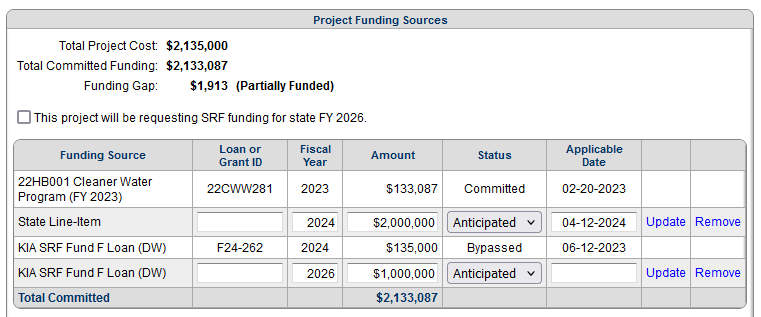 Project Funding Sources
Total Project Cost: $2,135,000
Total Committed Funding: $2,133,087
Funding Gap: $1,913 (Partially Funded)
This project will be requesting SRF funding for state FY 2026.
Funding Source Loan or Grant ID Fiscal Year Amount Status Applicable Date
22HB001 Cleaner Water Program (FY 2023) 22CWW281 2023 $133,087 Committed 02-20-2023
State Line-Item 2024 $2,000,000 Anticipated 04-12-2024 Update Remove
KIA SRF Fund F Loan (DW) F24-262 2024 $135,000 Bypassed 06-12-2023
KIA SRF Fund F Loan (DW) 2026 $1,000,000 Anticipated Update Remove
Total Committed $2,133,087